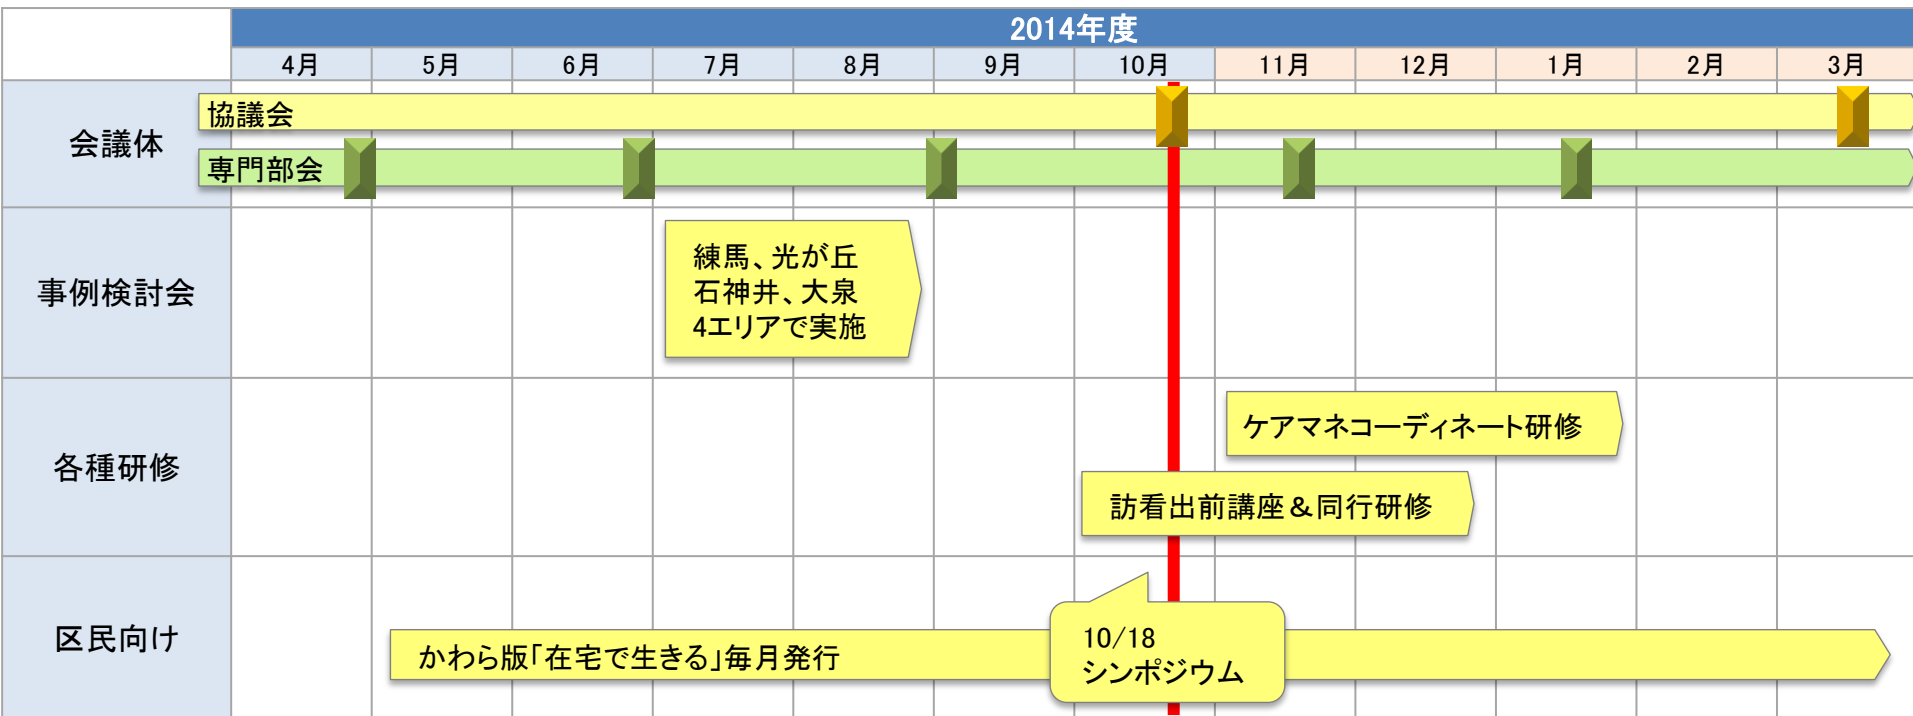 2014年度
4月 5月 6月 7月 8月 9月 10月 11月 12月 1月 2月 3月
会議体
協議会
専門部会
事例検討会
練馬、光が丘
石神井、大泉
4エリアで実施
各種研修
ケアマネコーディネート研修
訪看出前講座＆同行研修
区民向け
かわら版「在宅で生きる」毎月発行
10/18
シンポジウム